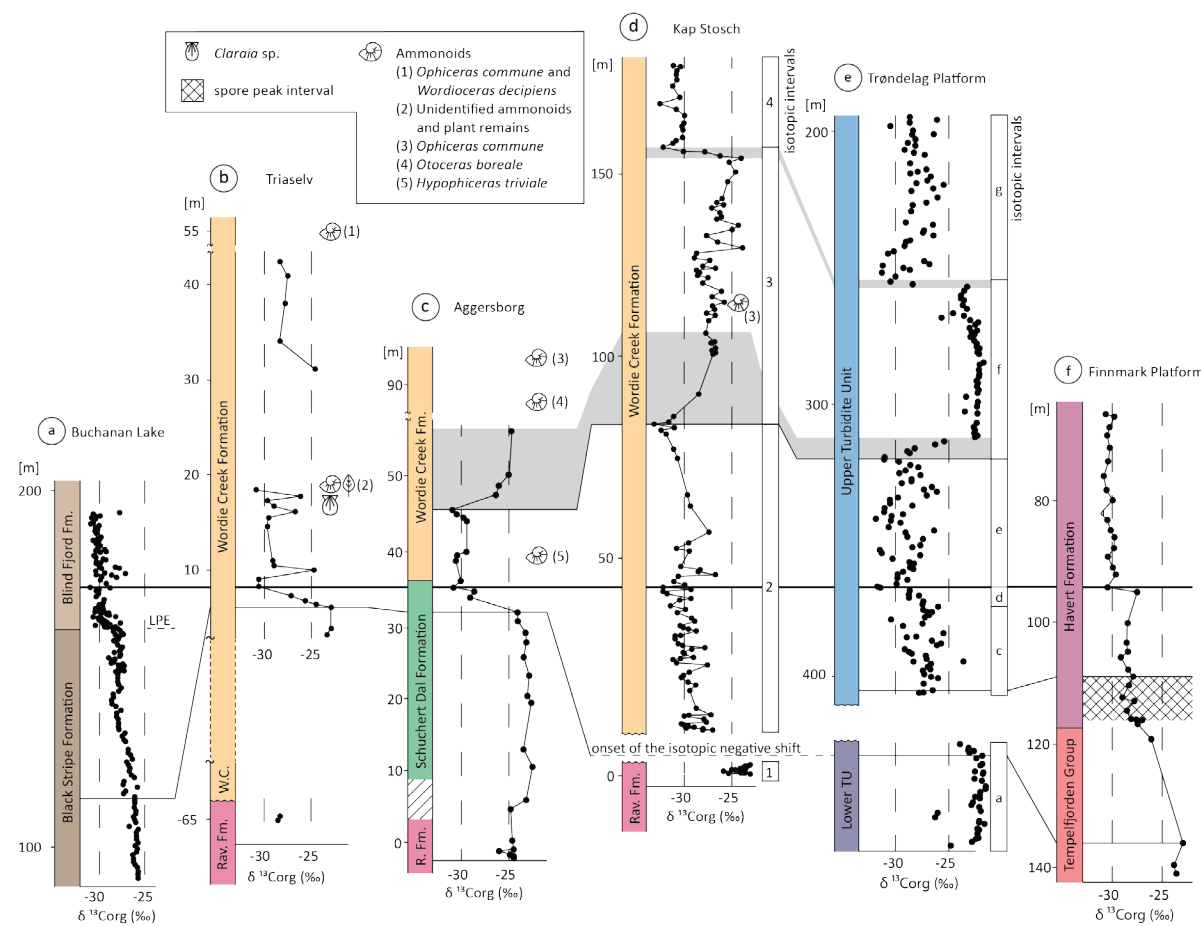 Claraia sp.
spore peak interval
Ammonoids
(1) Ophiceras commune and
Wordioceras decipiens
(2) Unidentified ammonoids
and plant remains
(3) Ophiceras commune
(4) Otoceras boreale
(5) Hypophiceras triviale
a Buchanan Lake
[m]
200
100
Blind Fjord Fm.
Black Stripe Formation
LPE
-30 -25
δ ¹³Corg (‰)
b Triaselv
[m]
55
40
30
20
10
-65
Wordie Creek Formation
W.C.
Rav. Fm.
(1)
(2)
-30 -25
-30 -25
δ ¹³Corg (‰)
c Aggersborg
[m]
90
50
40
30
20
10
0
Wordie Creek Fm.
Schuchert Dal Formation
R. Fm.
(3)
(4)
(5)
-30 -25
δ ¹³Corg (‰)
d Kap Stosch
[m]
150
100
50
0
Wordie Creek Formation
Rav. Fm.
(3)
isotopic intervals
4
3
2
1
onset of the isotopic negative shift
-30 -25
δ ¹³Corg (‰)
e Trøndelag Platform
[m]
200
300
400
Upper Turbidite Unit
Lower TU
isotopic intervals
g
f
e
d
c
a
-30 -25
δ ¹³Corg (‰)
f Finnmark Platform
[m]
80
100
120
140
Havert Formation
Tempelfjorden Group
-30 -25
δ ¹³Corg (‰)